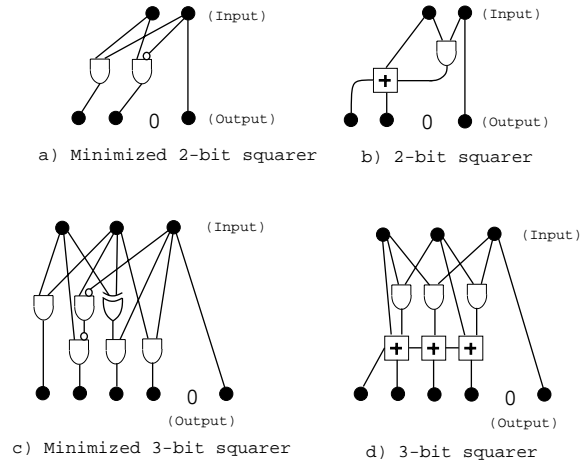 (Input)
(Input)
+
0
(Output)
0
(Output)
a) Minimized 2-bit squarer
b) 2-bit squarer
(Input)
(Input)
+ + +
0
(Output)
0
(Output)
c) Minimized 3-bit squarer
d) 3-bit squarer